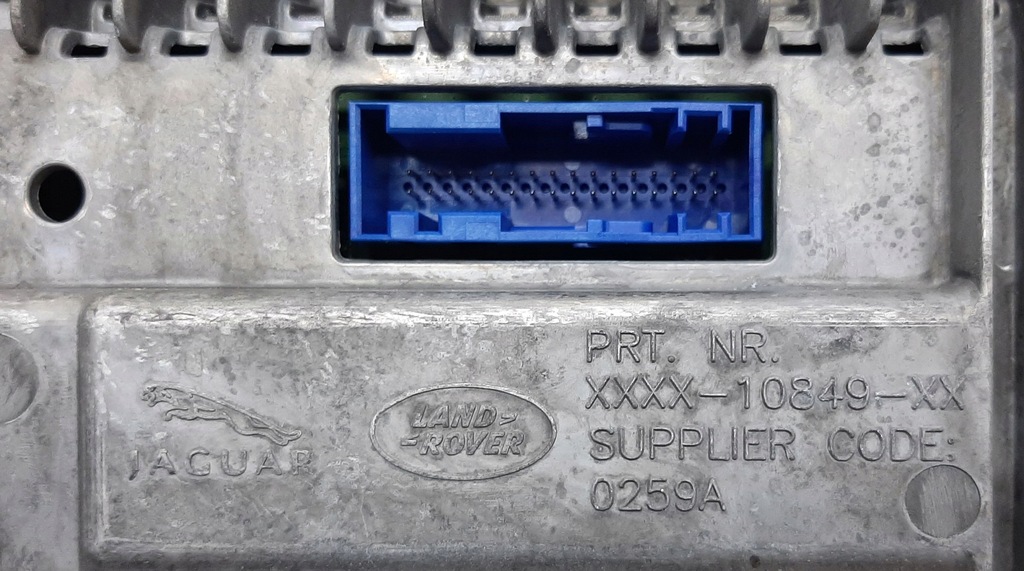 JAGUAR
LAND-
-ROVER
PRT. NR.
XXXX-10849-XX
SUPPLIER CODE:
0259A